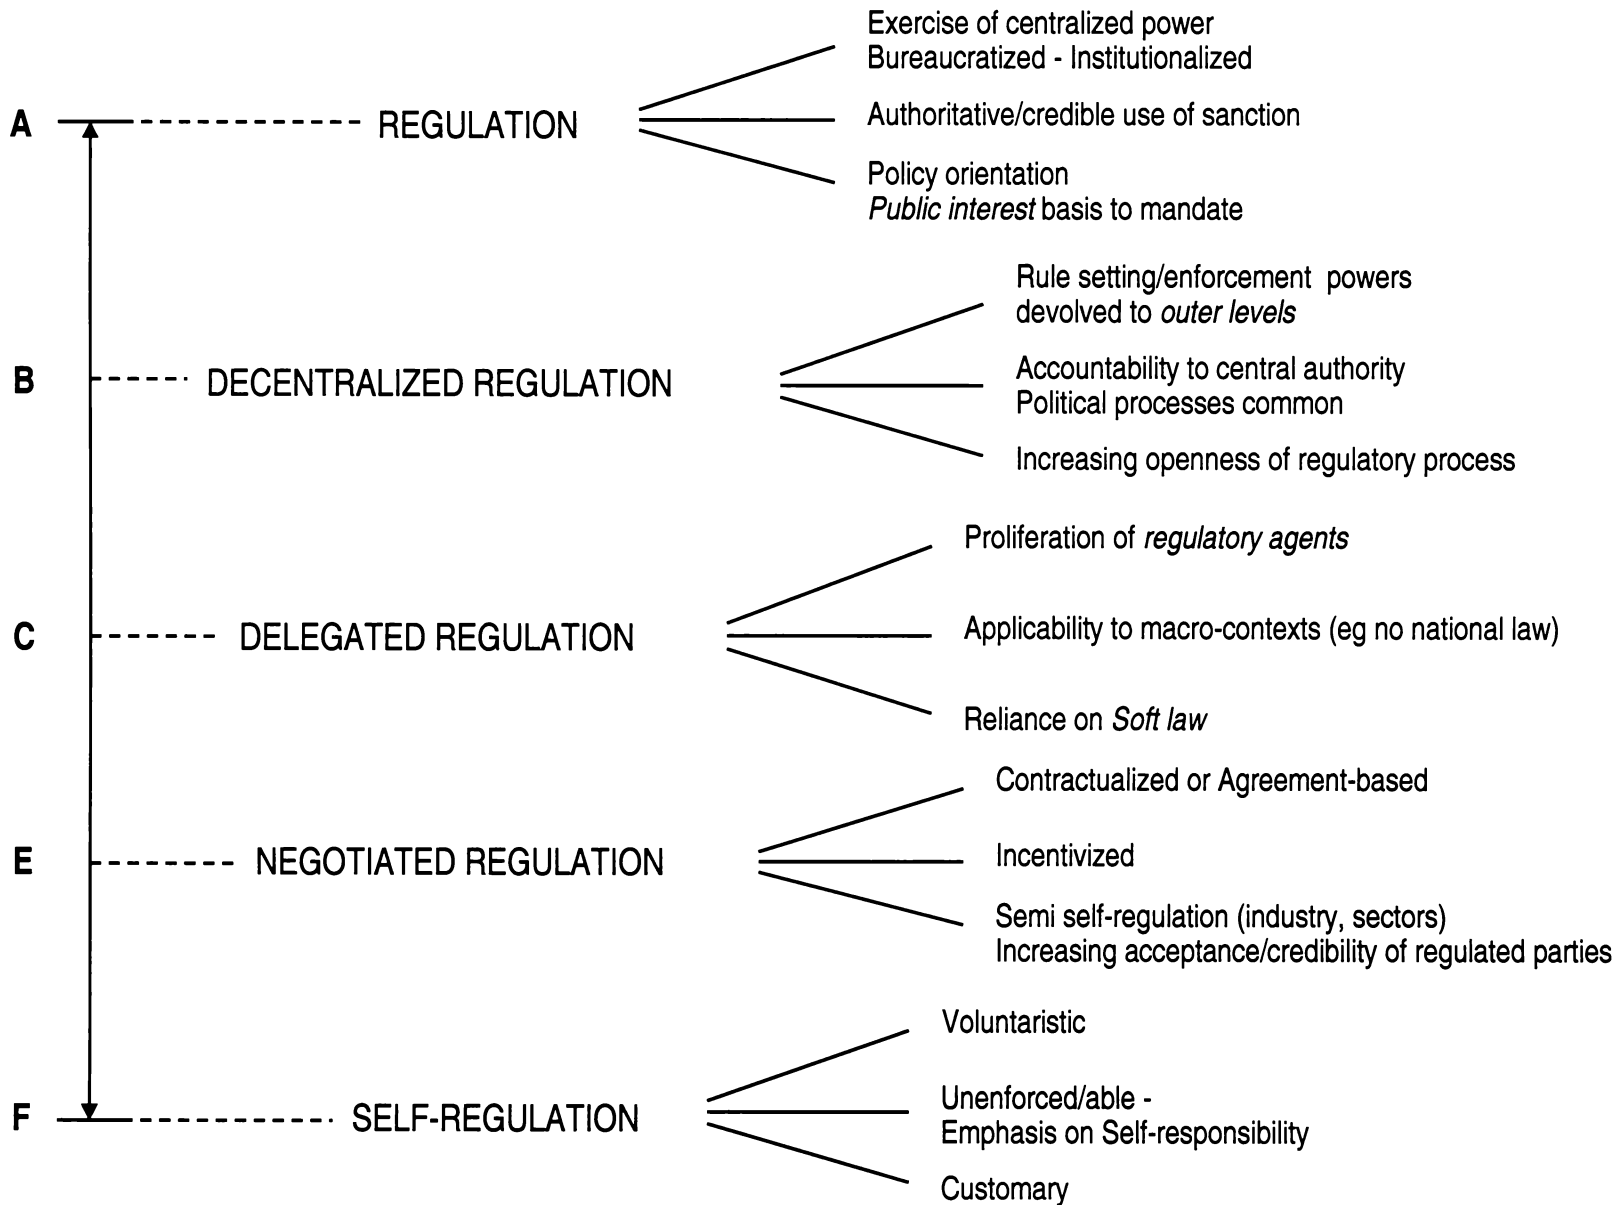 A
REGULATION
Exercise of centralized power
Bureaucratized - Institutionalized
Authoritative/credible use of sanction
Policy orientation
Public interest basis to mandate
B
DECENTRALIZED REGULATION
Rule setting/enforcement powers
devolved to outer levels
Accountability to central authority
Political processes common
Increasing openness of regulatory process
C
DELEGATED REGULATION
Proliferation of regulatory agents
Applicability to macro-contexts (eg no national law)
Reliance on Soft law
E
NEGOTIATED REGULATION
Contractualized or Agreement-based
Incentivized
Semi self-regulation (industry, sectors)
Increasing acceptance/credibility of regulated parties
F
SELF-REGULATION
Voluntaristic
Unenforced/able -
Emphasis on Self-responsibility
Customary